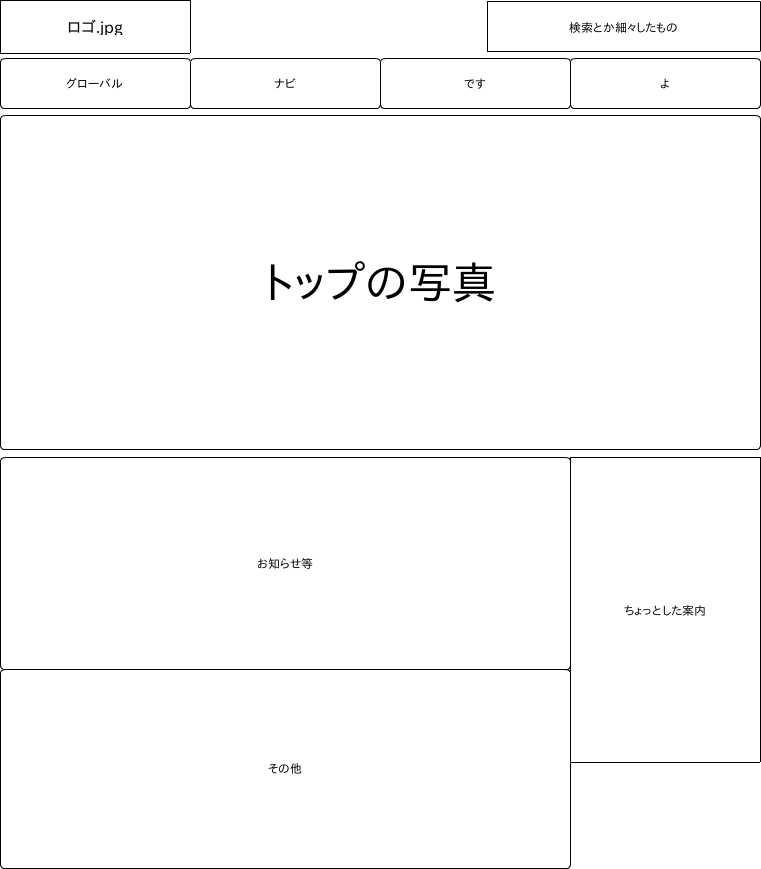 ロゴ.jpg
検索とか細々したもの
グローバル
ナビ
です
よ
トップの写真
お知らせ等
ちょっとした案内
その他